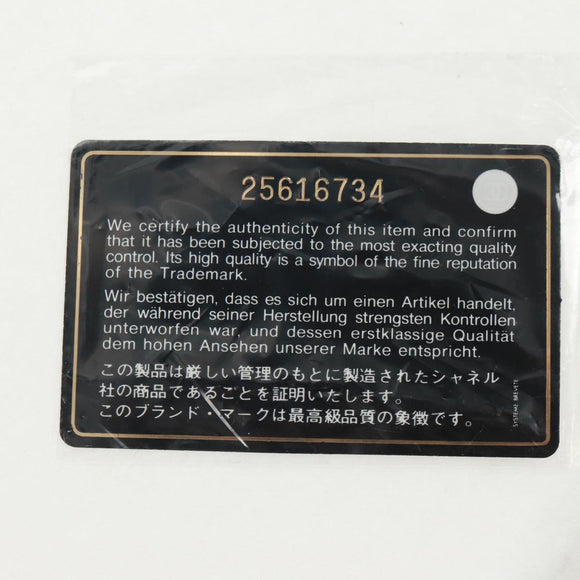 25616734
We certify the authenticity of this item and confirm
that it has been subjected to the most exacting quality
control. Its high quality is a symbol of the fine reputation
of the Trademark.
Wir bestätigen, dass es sich um einen Artikel handelt,
der während seiner Herstellung strengsten Kontrollen
unterworfen war, und dessen erstklassige Qualität
dem hohen Ansehen unserer Marke entspricht.
この製品は厳しい管理のもとに製造されたシャネル
社の商品であることを証明いたします。
このブランド・マークは最高級品質の象徴です。
SYSTEME BREVETE